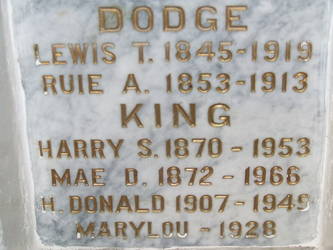 DODGE
LEWIS T. 1845-1919
RUIE A. 1853-1913
KING
HARRY S. 1870 - 1953
MAE D. 1872 - 1966
H. DONALD 1907 - 1949
MARYLOU - 1928